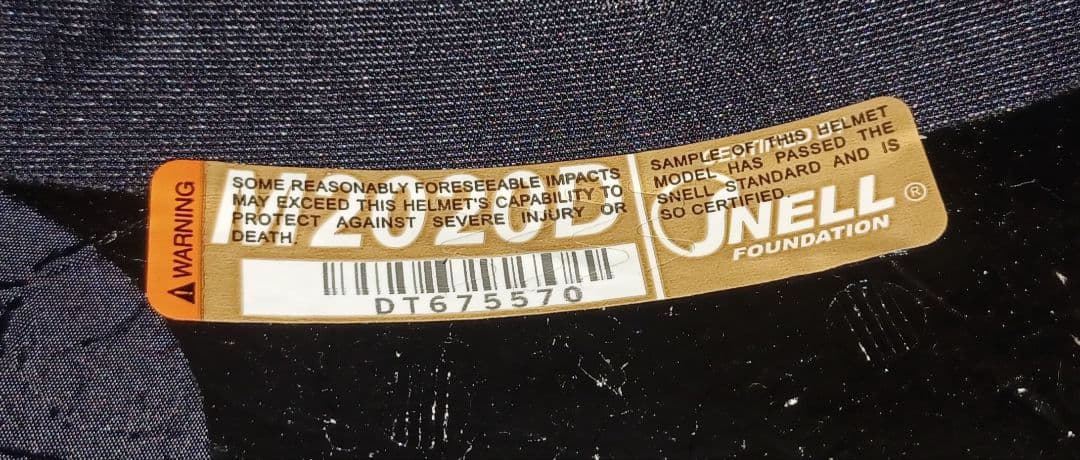 WARNING
M2020D
SOME REASONABLY FORESEEABLE IMPACTS
MAY EXCEED THIS HELMET'S CAPABILITY TO
PROTECT AGAINST SEVERE INJURY OR
DEATH.
DT675570
SAMPLE OF THIS HELMET
MODEL HAS PASSED THE
SNELL STANDARD AND IS
SO CERTIFIED
SNELL®
FOUNDATION